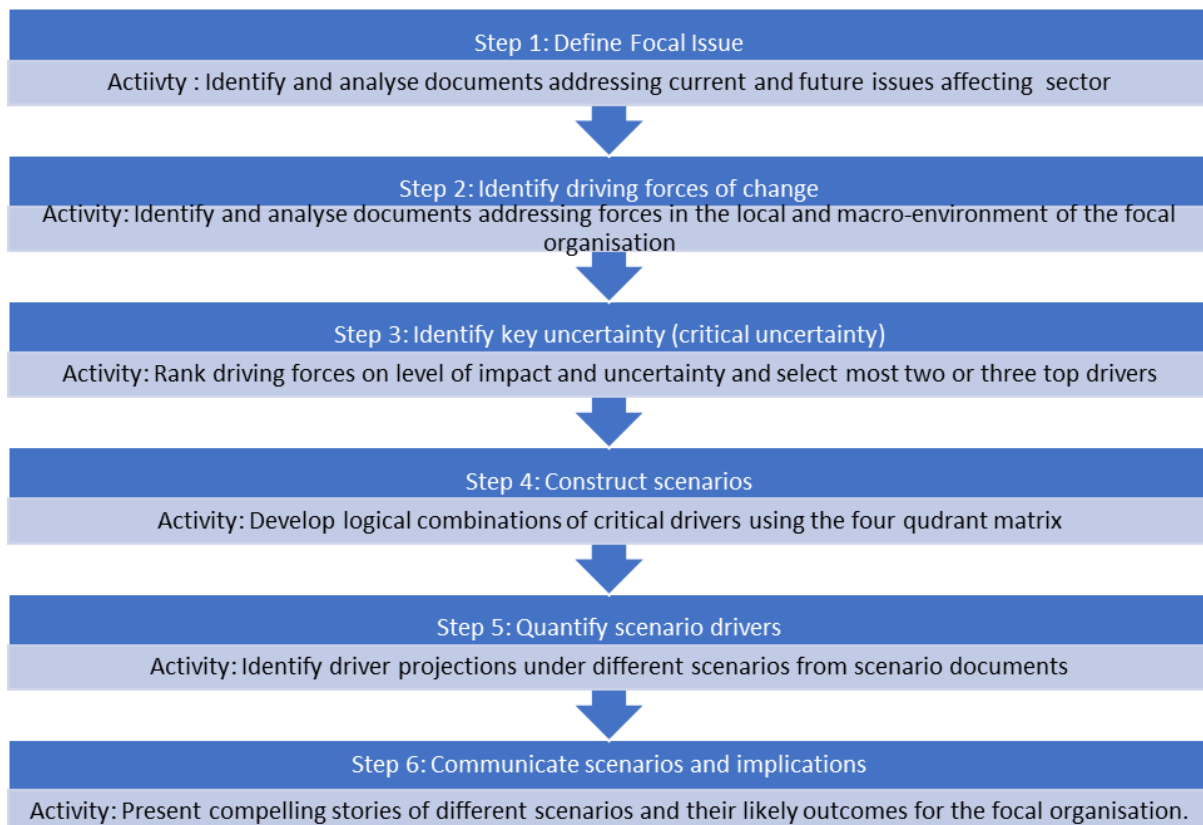 Step 1: Define Focal Issue
Actiivty : Identify and analyse documents addressing current and future issues affecting sector
Step 2: Identify driving forces of change
Activity: Identify and analyse documents addressing forces in the local and macro-environment of the focal
organisation
Step 3: Identify key uncertainty (critical uncertainty)
Activity: Rank driving forces on level of impact and uncertainty and select most two or three top drivers
Step 4: Construct scenarios
Activity: Develop logical combinations of critical drivers using the four qudrant matrix
Step 5: Quantify scenario drivers
Activity: Identify driver projections under different scenarios from scenario documents
Step 6: Communicate scenarios and implications
Activity: Present compelling stories of different scenarios and their likely outcomes for the focal organisation.